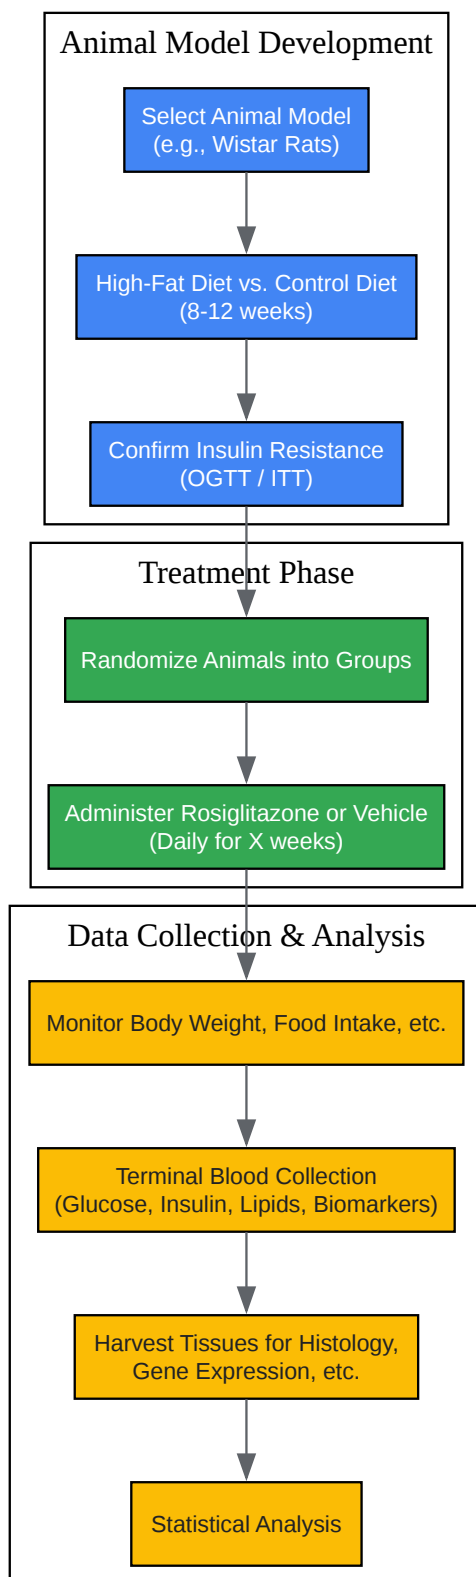 Animal Model Development
Select Animal Model
(e.g., Wistar Rats)
High-Fat Diet vs. Control Diet
(8-12 weeks)
Confirm Insulin Resistance
(OGTT / ITT)
Treatment Phase
Randomize Animals into Groups
Administer Rosiglitazone or Vehicle
(Daily for X weeks)
Data Collection & Analysis
Monitor Body Weight, Food Intake, etc.
Terminal Blood Collection
(Glucose, Insulin, Lipids, Biomarkers)
Harvest Tissues for Histology,
Gene Expression, etc.
Statistical Analysis